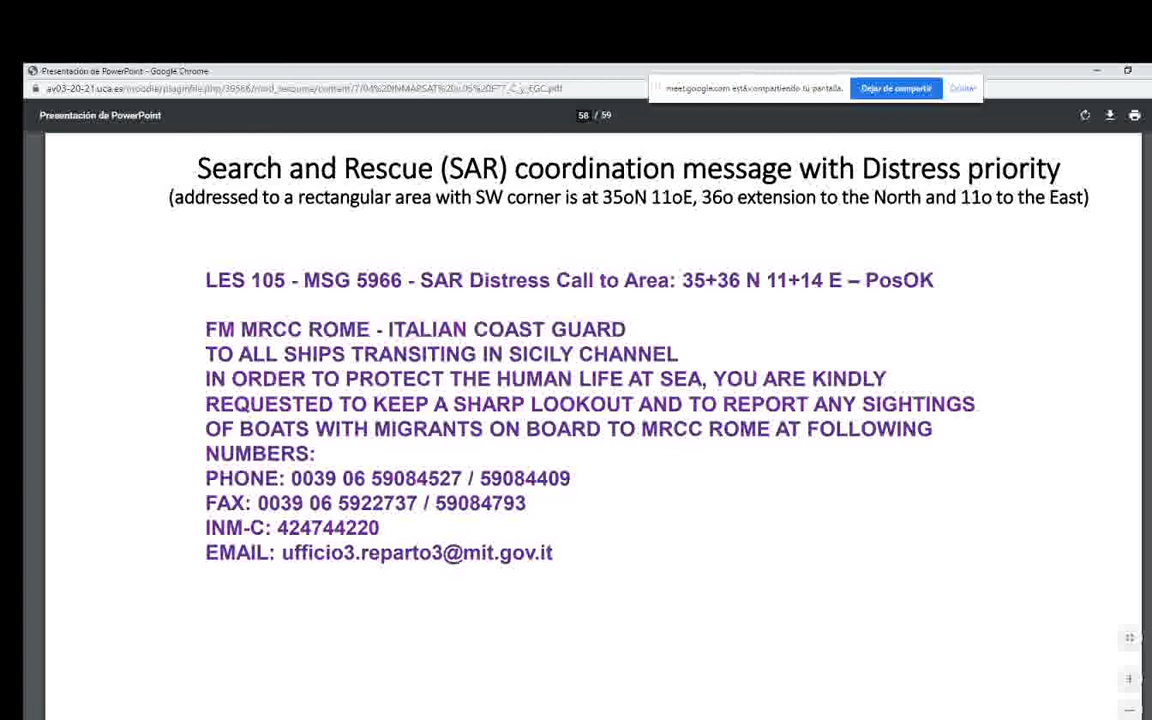 Presentación de PowerPoint - Google Chrome
meet.google.com está compartiendo tu pantalla.
Dejar de compartir
Ocultar
Presentación de PowerPoint
58 / 59
Search and Rescue (SAR) coordination message with Distress priority
(addressed to a rectangular area with SW corner is at 35oN 11oE, 36o extension to the North and 11o to the East)
LES 105 - MSG 5966 - SAR Distress Call to Area: 35+36 N 11+14 E – PosOK
FM MRCC ROME - ITALIAN COAST GUARD
TO ALL SHIPS TRANSITING IN SICILY CHANNEL
IN ORDER TO PROTECT THE HUMAN LIFE AT SEA, YOU ARE KINDLY
REQUESTED TO KEEP A SHARP LOOKOUT AND TO REPORT ANY SIGHTINGS
OF BOATS WITH MIGRANTS ON BOARD TO MRCC ROME AT FOLLOWING
NUMBERS:
PHONE: 0039 06 59084527 / 59084409
FAX: 0039 06 5922737 / 59084793
INM-C: 424744220
EMAIL: ufficio3.reparto3@mit.gov.it